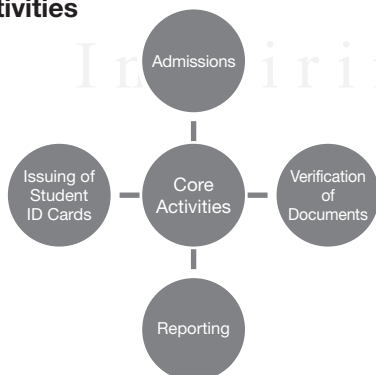 tivities
Admissions
Issuing of
Student
ID Cards
Core
Activities
Verification
of
Documents
Reporting